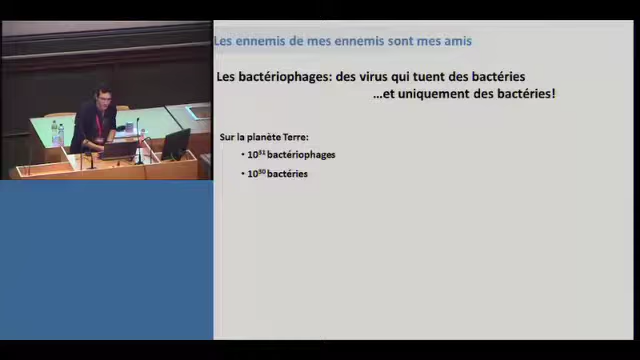 Les ennemis de mes ennemis sont mes amis
Les bactériophages: des virus qui tuent des bactéries
…et uniquement des bactéries!
Sur la planète Terre:
• 10³¹ bactériophages
• 10³⁰ bactéries